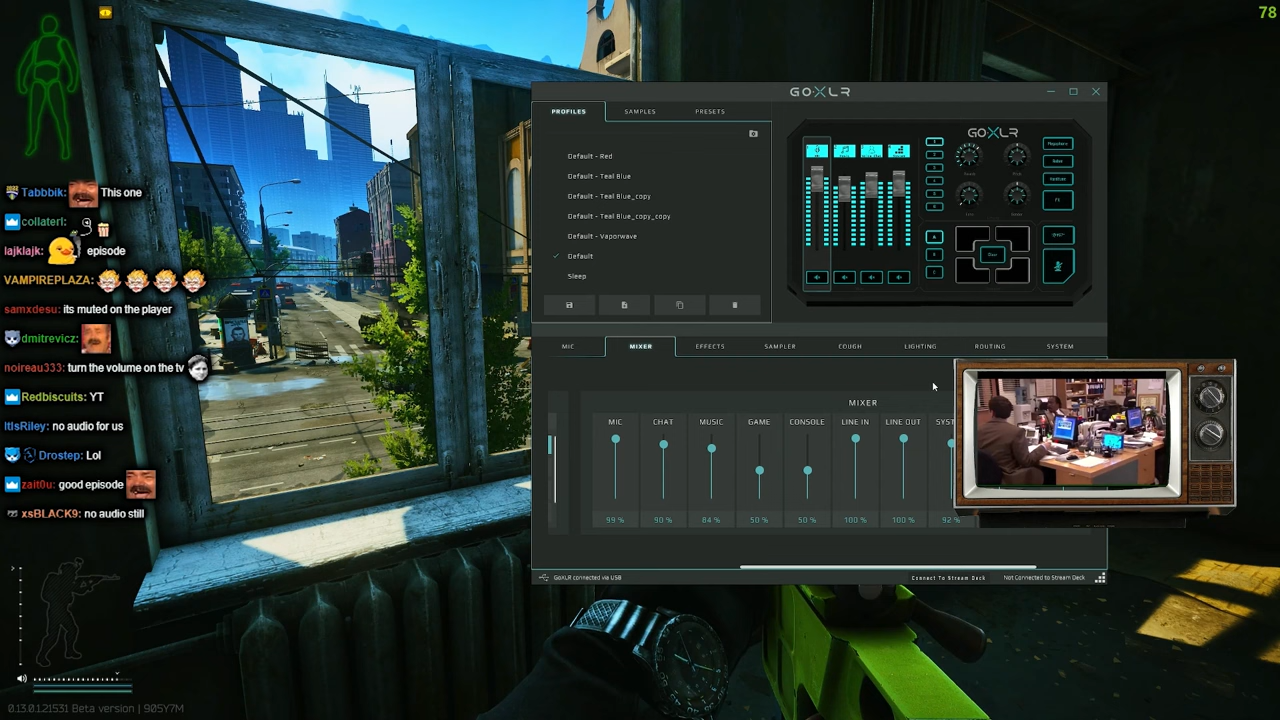 78
Tabbbik: This one
collaterl:
lajklajk: episode
VAMPIREPLAZA:
samxdesu: its muted on the player
dmitrevicz:
noireau333: turn the volume on the tv
Redbiscuits: YT
ItIsRiley: no audio for us
Drostep: Lol
zait0u: good episode
xsBLACK9: no audio still
GOXLR
PROFILES SAMPLES PRESETS
Default - Red
Default - Teal Blue
Default - Teal Blue_copy
Default - Teal Blue_copy_copy
Default - Vaporwave
Default
Sleep
GOXLR
MIC MIXER EFFECTS SAMPLER COUGH LIGHTING ROUTING SYSTEM
MIXER
MIC CHAT MUSIC GAME CONSOLE LINE IN LINE OUT SYST
99 % 90 % 84 % 50 % 50 % 100 % 100 % 92 %
GoXLR connected via USB
Connect To Stream Deck
Not Connected to Stream Deck
0.13.0.1.21531 Beta version | 905Y7M